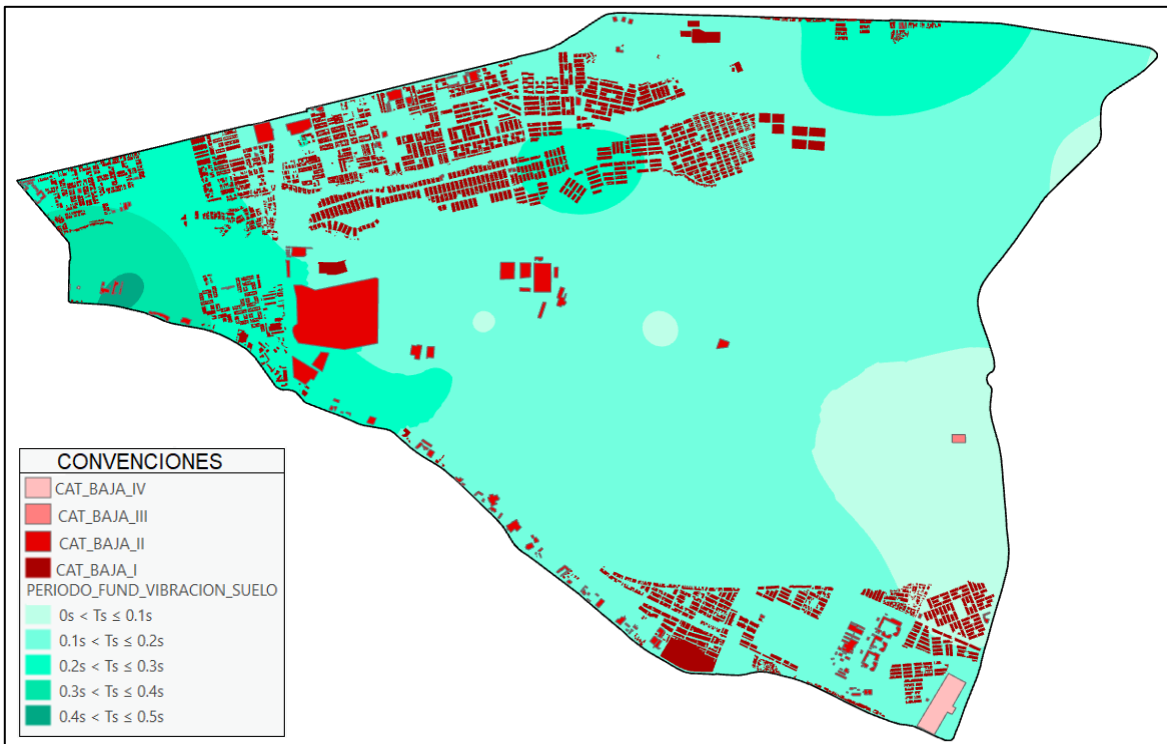 CONVENCIONES
CAT_BAJA_IV
CAT_BAJA_III
CAT_BAJA_II
CAT_BAJA_I
PERIODO_FUND_VIBRACION_SUELO
0s < Ts ≤ 0.1s
0.1s < Ts ≤ 0.2s
0.2s < Ts ≤ 0.3s
0.3s < Ts ≤ 0.4s
0.4s < Ts ≤ 0.5s